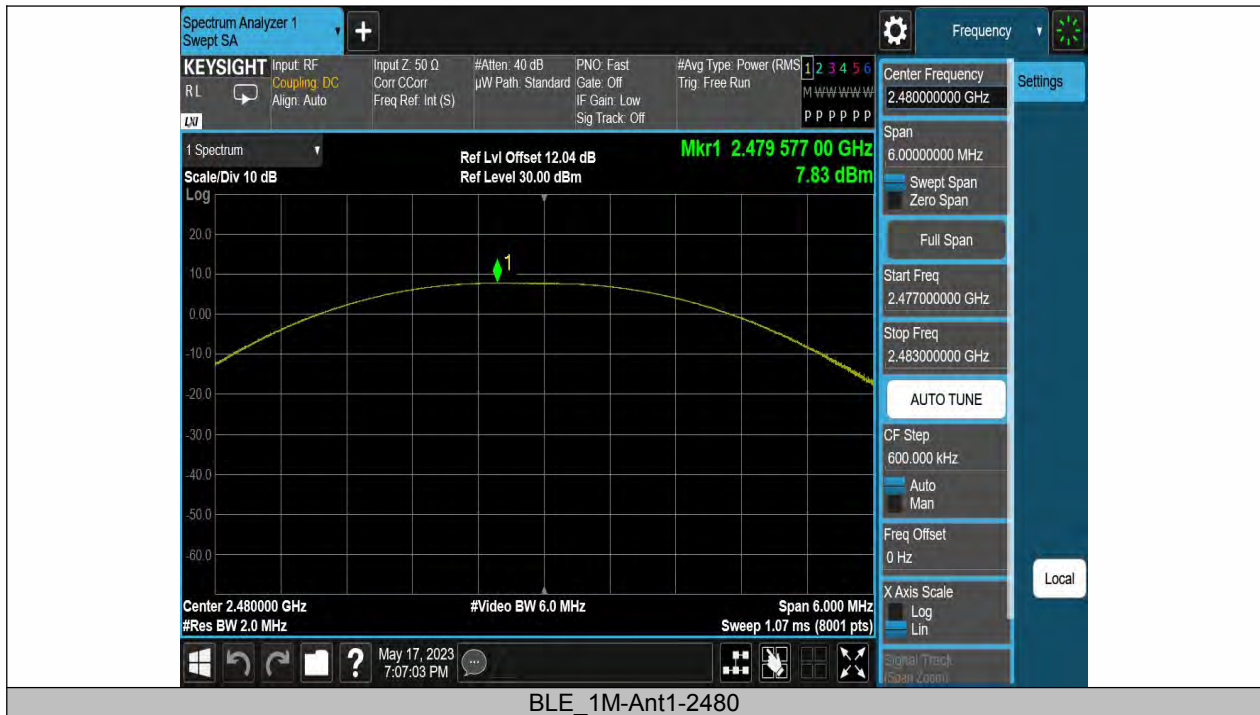 Spectrum Analyzer 1
Swept SA
+
Frequency
KEYSIGHT
RL
LXI
Input: RF
Coupling: DC
Align: Auto
Input Z: 50 Ω
Corr CCorr
Freq Ref: Int (S)
#Atten: 40 dB
µW Path: Standard
PNO: Fast
Gate: Off
IF Gain: Low
Sig Track: Off
#Avg Type: Power (RMS
Trig: Free Run
1 2 3 4 5 6
M W W W W W
P P P P P P
1 Spectrum
Scale/Div 10 dB
Log
Ref Lvl Offset 12.04 dB
Ref Level 30.00 dBm
Mkr1 2.479 577 00 GHz
7.83 dBm
20.0
10.0
0.00
-10.0
-20.0
-30.0
-40.0
-50.0
-60.0
1
Center 2.480000 GHz
#Res BW 2.0 MHz
#Video BW 6.0 MHz
Span 6.000 MHz
Sweep 1.07 ms (8001 pts)
Center Frequency
2.480000000 GHz
Settings
Span
6.00000000 MHz
Swept Span
Zero Span
Full Span
Start Freq
2.477000000 GHz
Stop Freq
2.483000000 GHz
AUTO TUNE
CF Step
600.000 kHz
Auto
Man
Freq Offset
0 Hz
X Axis Scale
Log
Lin
Signal Track
(Span Zoom)
Local
?
May 17, 2023
7:07:03 PM
BLE_1M-Ant1-2480